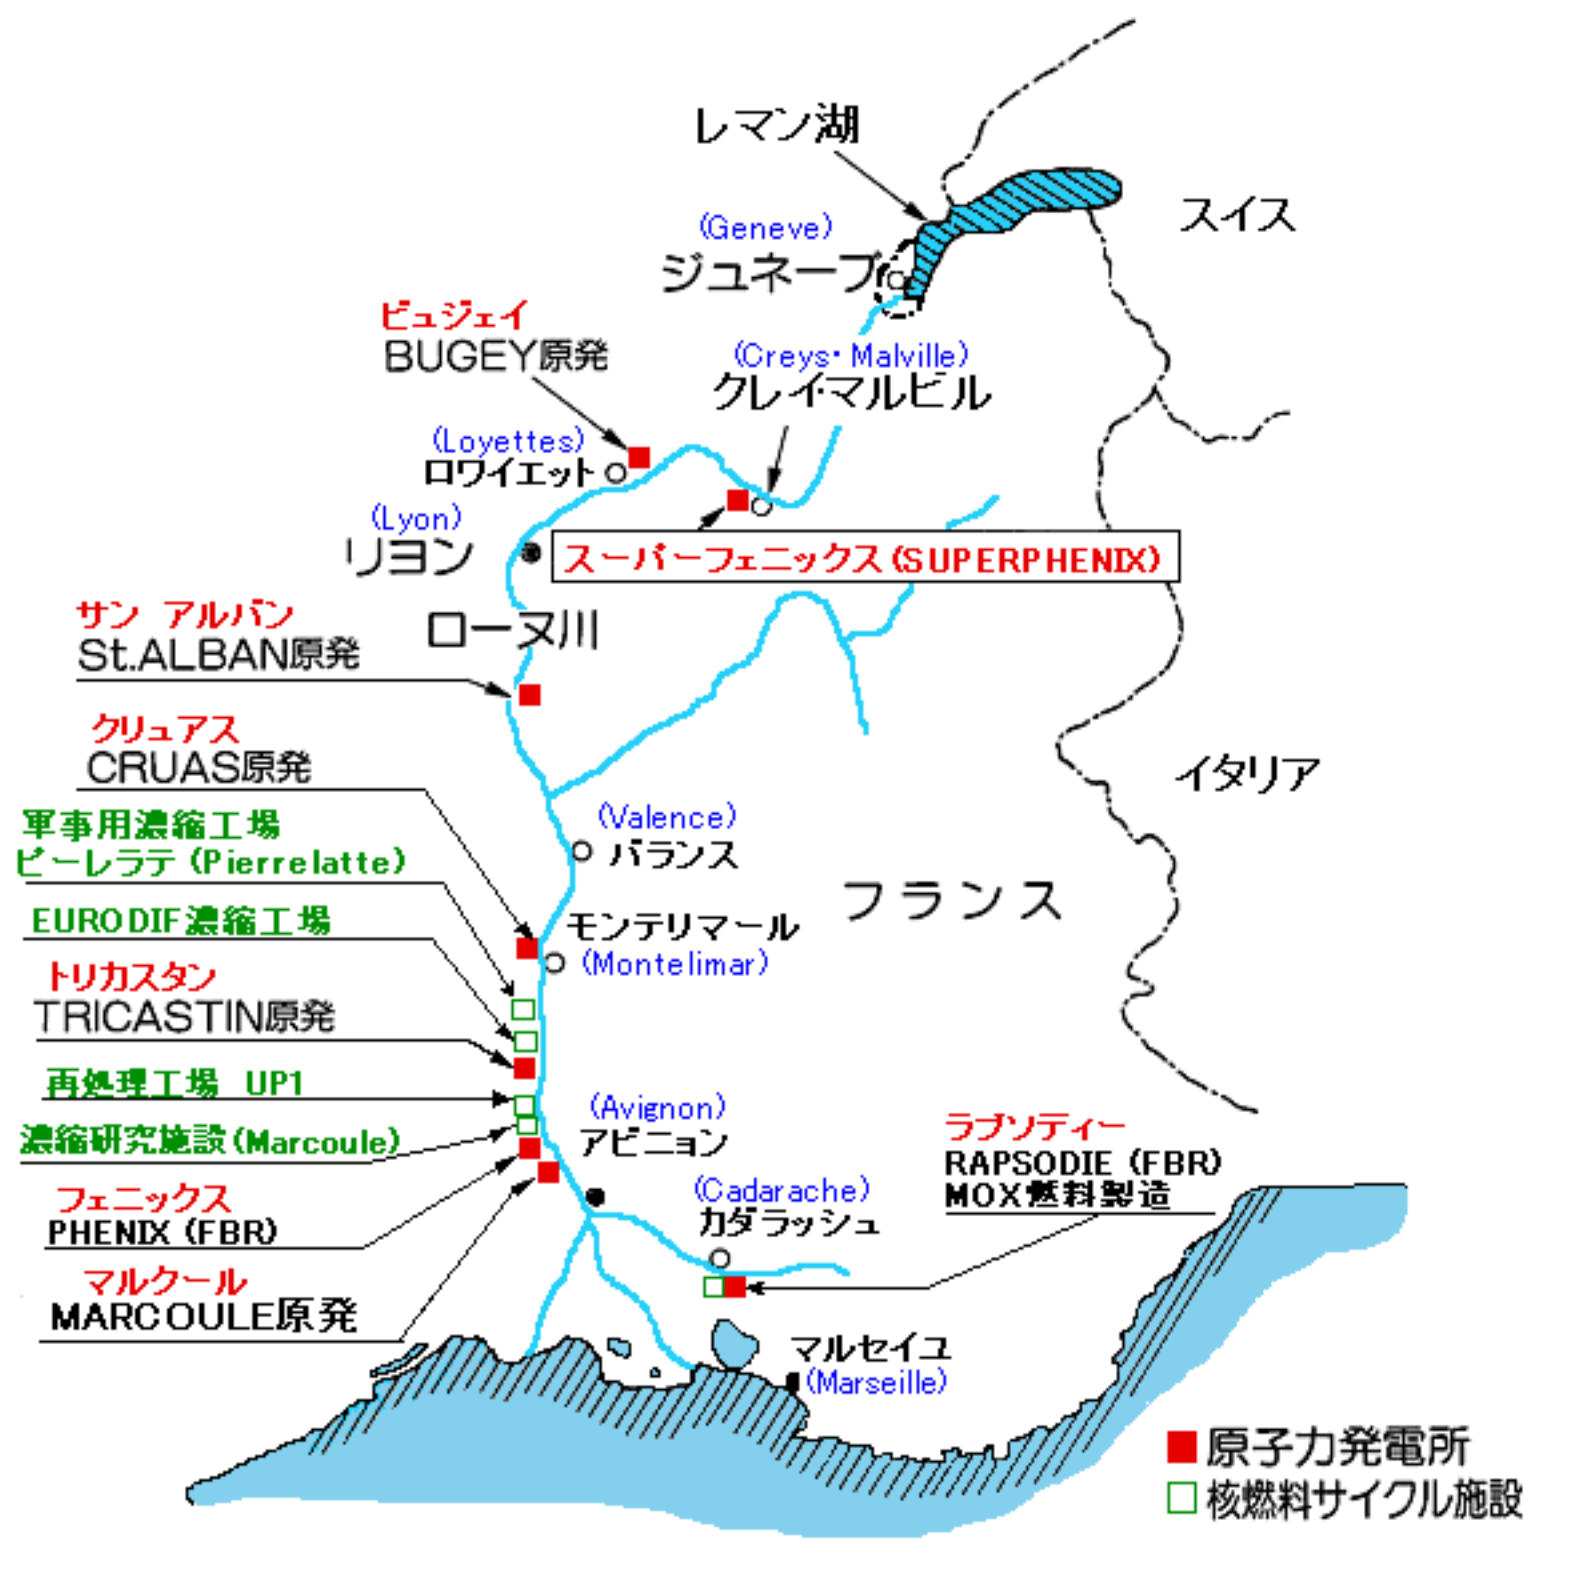 レマン湖
スイス
(Geneve)
ジュネーブ
ビュジェイ
BUGEY原発
(Creys・Malville)
クレイ・マルビル
(Loyettes)
ロワイエット
(Lyon)
リヨン
スーパーフェニックス(SUPERPHENIX)
サン アルバン
St.ALBAN原発
ローヌ川
クリュアス
CRUAS原発
イタリア
軍事用濃縮工場
ピーレラテ(Pierrelatte)
(Valence)
バランス
フランス
EURODIF濃縮工場
モンテリマール
(Montelimar)
トリカスタン
TRICASTIN原発
再処理工場 UP1
濃縮研究施設(Marcoule)
(Avignon)
アビニョン
ラプソディー
RAPSODIE (FBR)
MOX燃料製造
フェニックス
PHENIX (FBR)
(Cadarache)
カダラッシュ
マルクール
MARCOULE原発
マルセイユ
(Marseille)
原子力発電所
核燃料サイクル施設